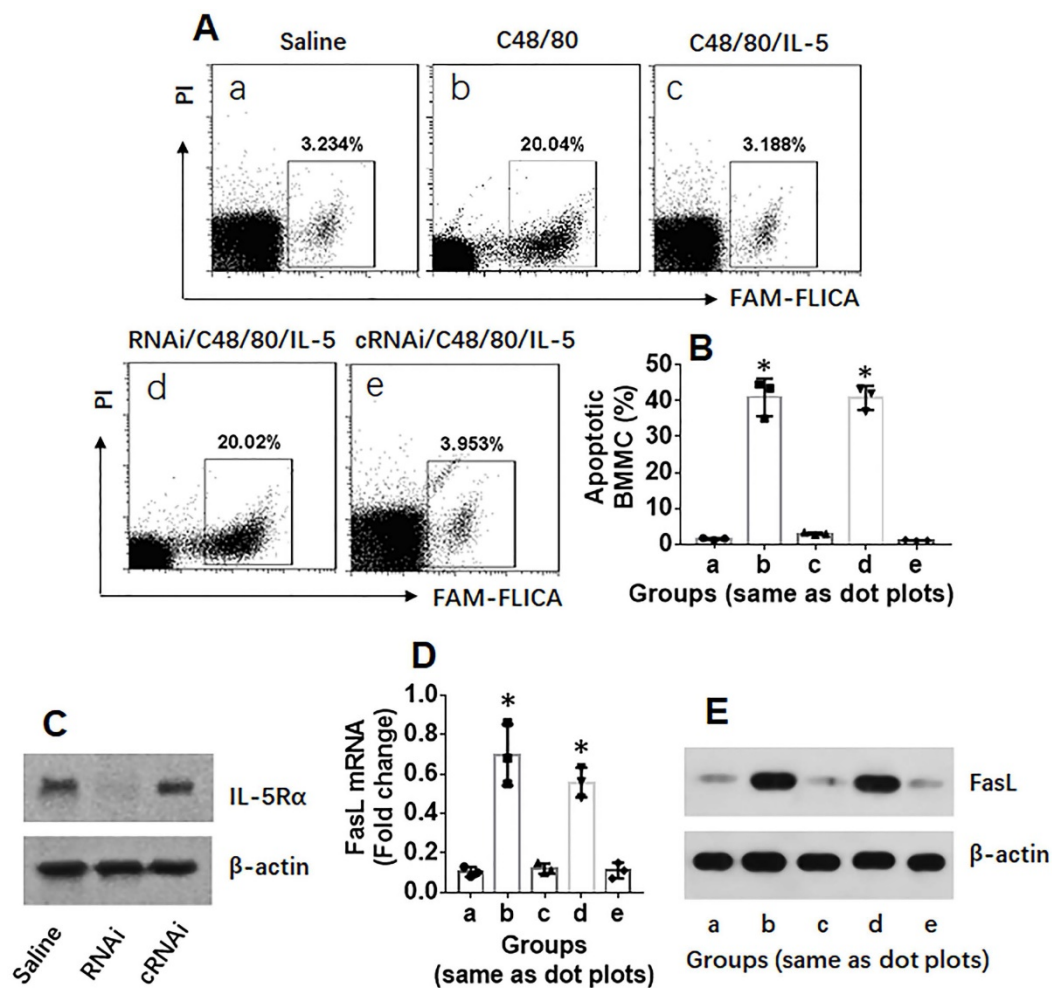 A
Saline
C48/80
C48/80/IL-5
PI
a
b
c
3.234%
20.04%
3.188%
FAM-FLICA
RNAi/C48/80/IL-5
cRNAi/C48/80/IL-5
PI
d
e
20.02%
3.953%
FAM-FLICA
B
Apoptotic
BMMC (%)
50
40
30
20
10
0
* *
a b c d e
Groups (same as dot plots)
C
IL-5Rα
β-actin
Saline
RNAi
cRNAi
D
FasL mRNA
(Fold change)
1.0
0.8
0.6
0.4
0.2
0.0
* *
a b c d e
Groups
(same as dot plots)
E
FasL
β-actin
a b c d e
Groups (same as dot plots)